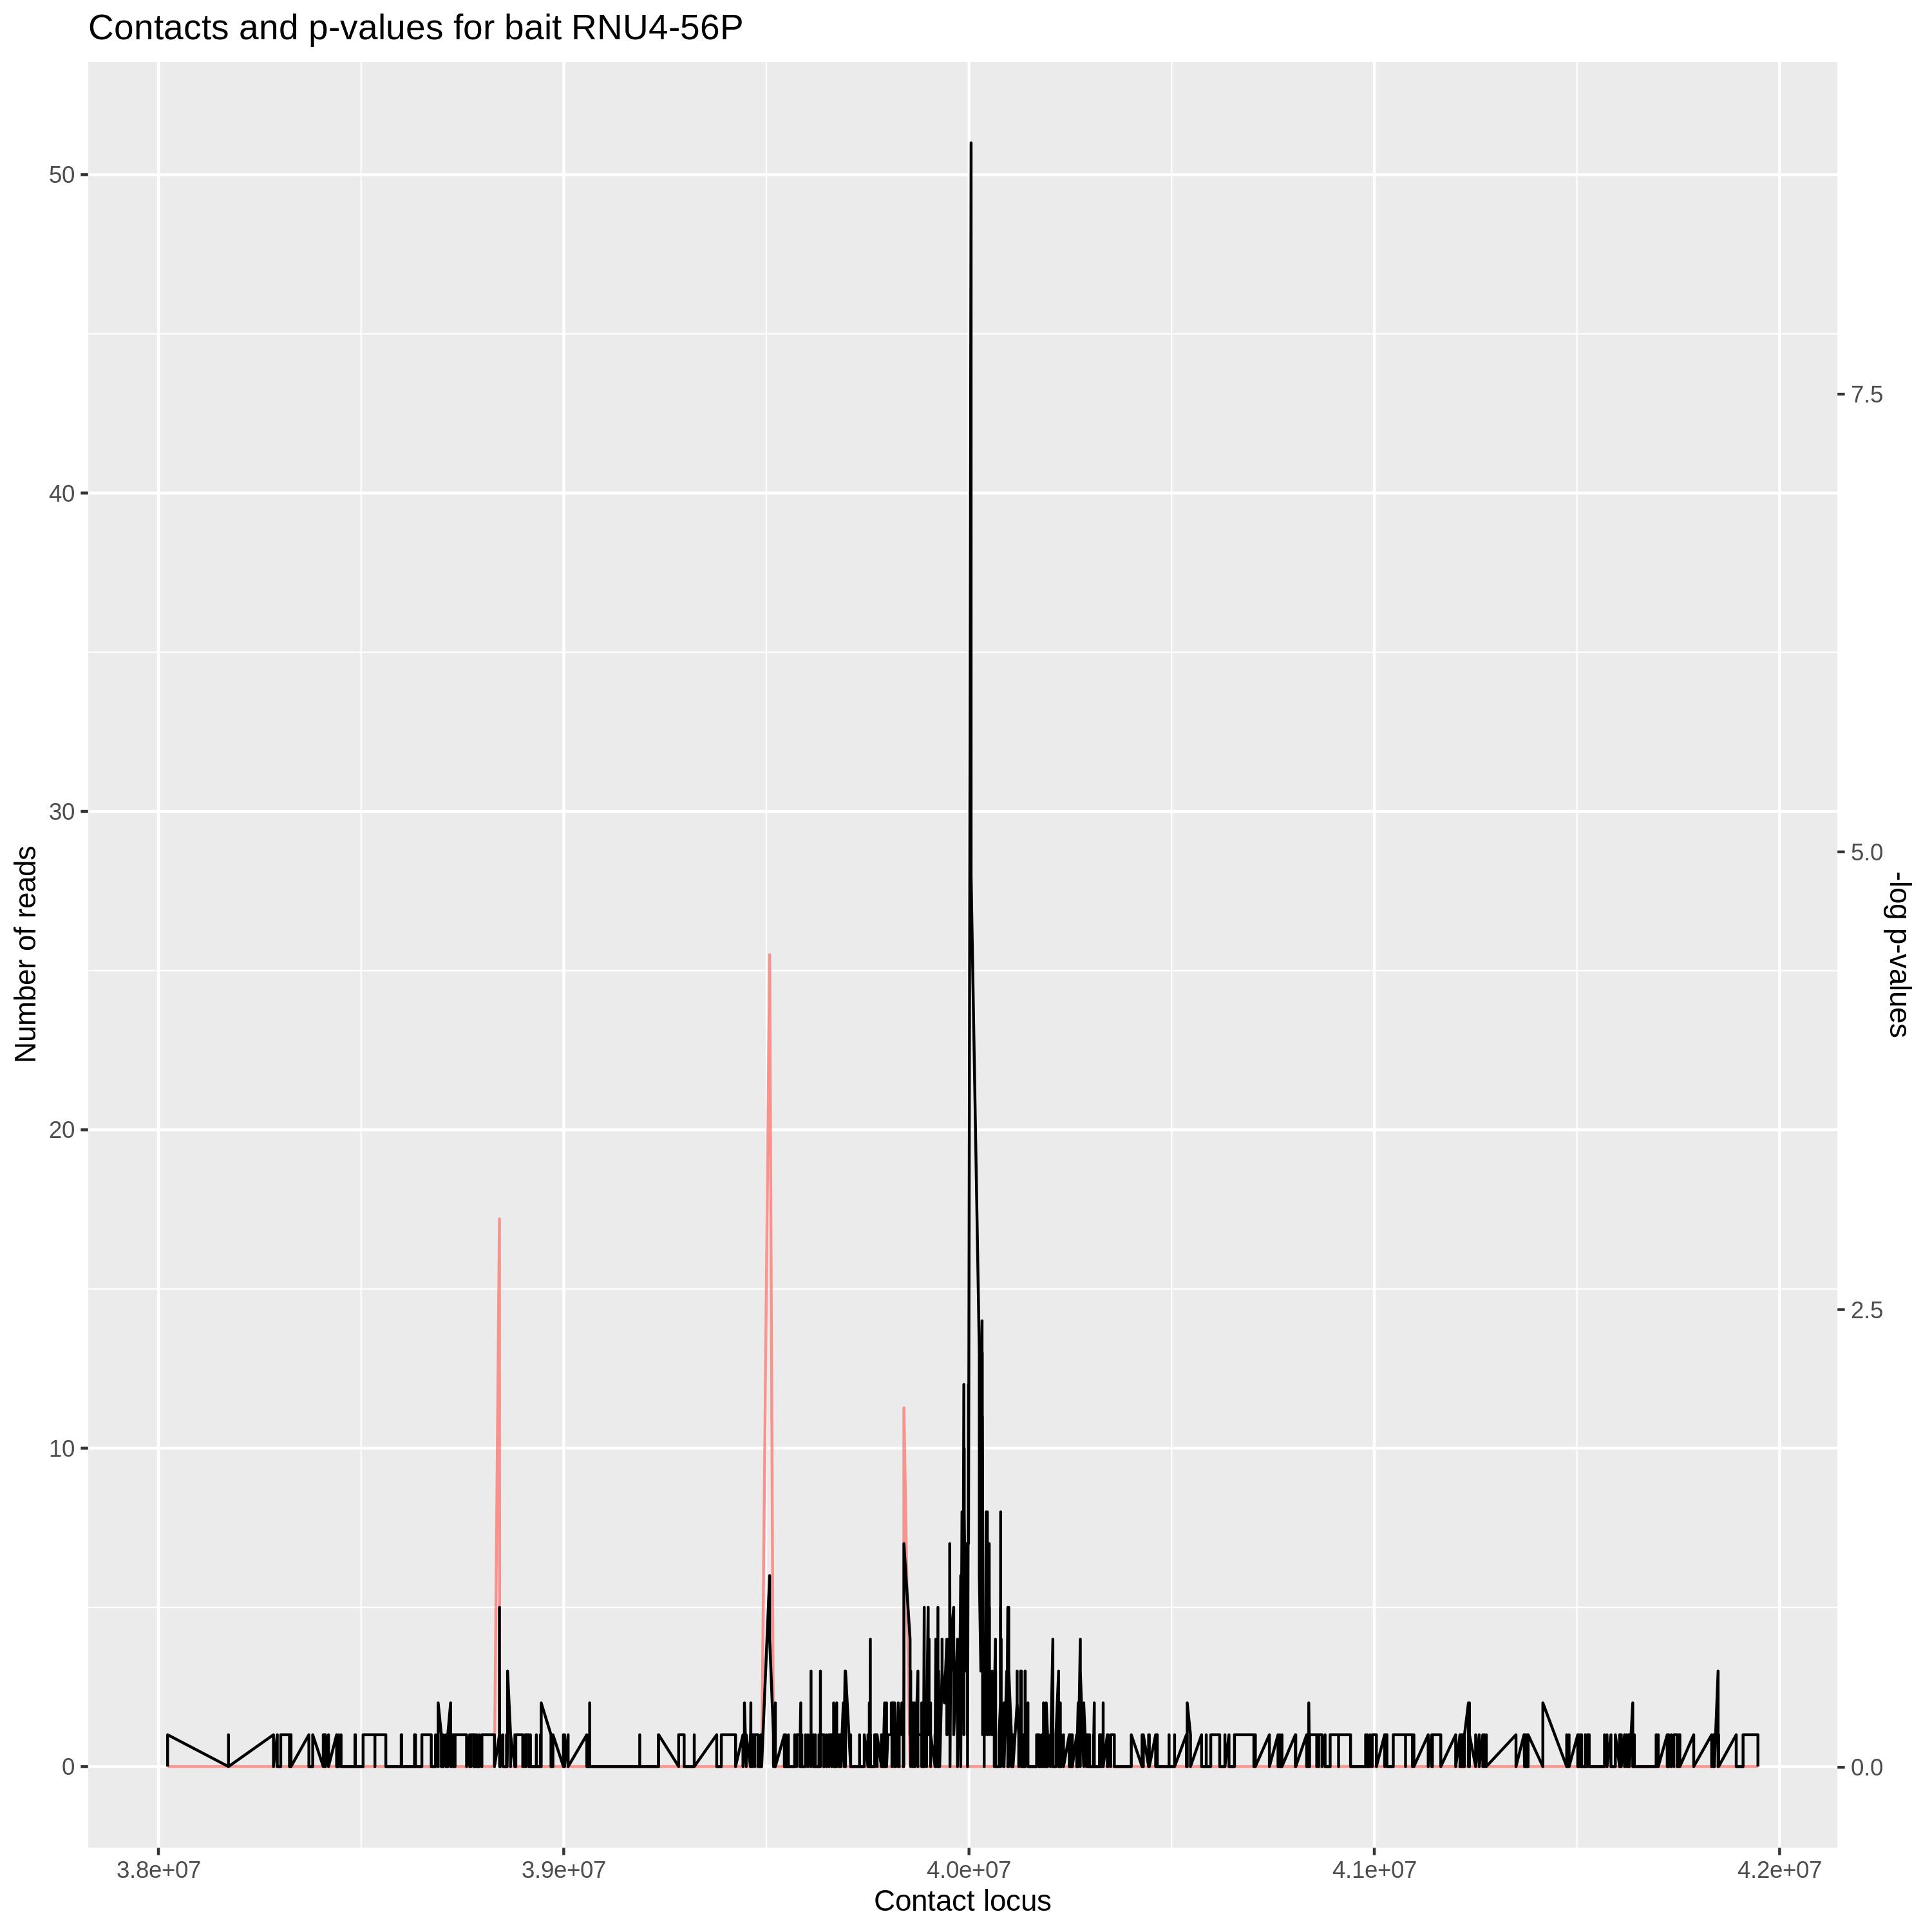 Contacts and p-values for bait RNU4-56P
50
40
30
20
10
0
Number of reads
7.5
5.0
2.5
0.0
-log p-values
3.8e+07 3.9e+07 4.0e+07 4.1e+07 4.2e+07
Contact locus